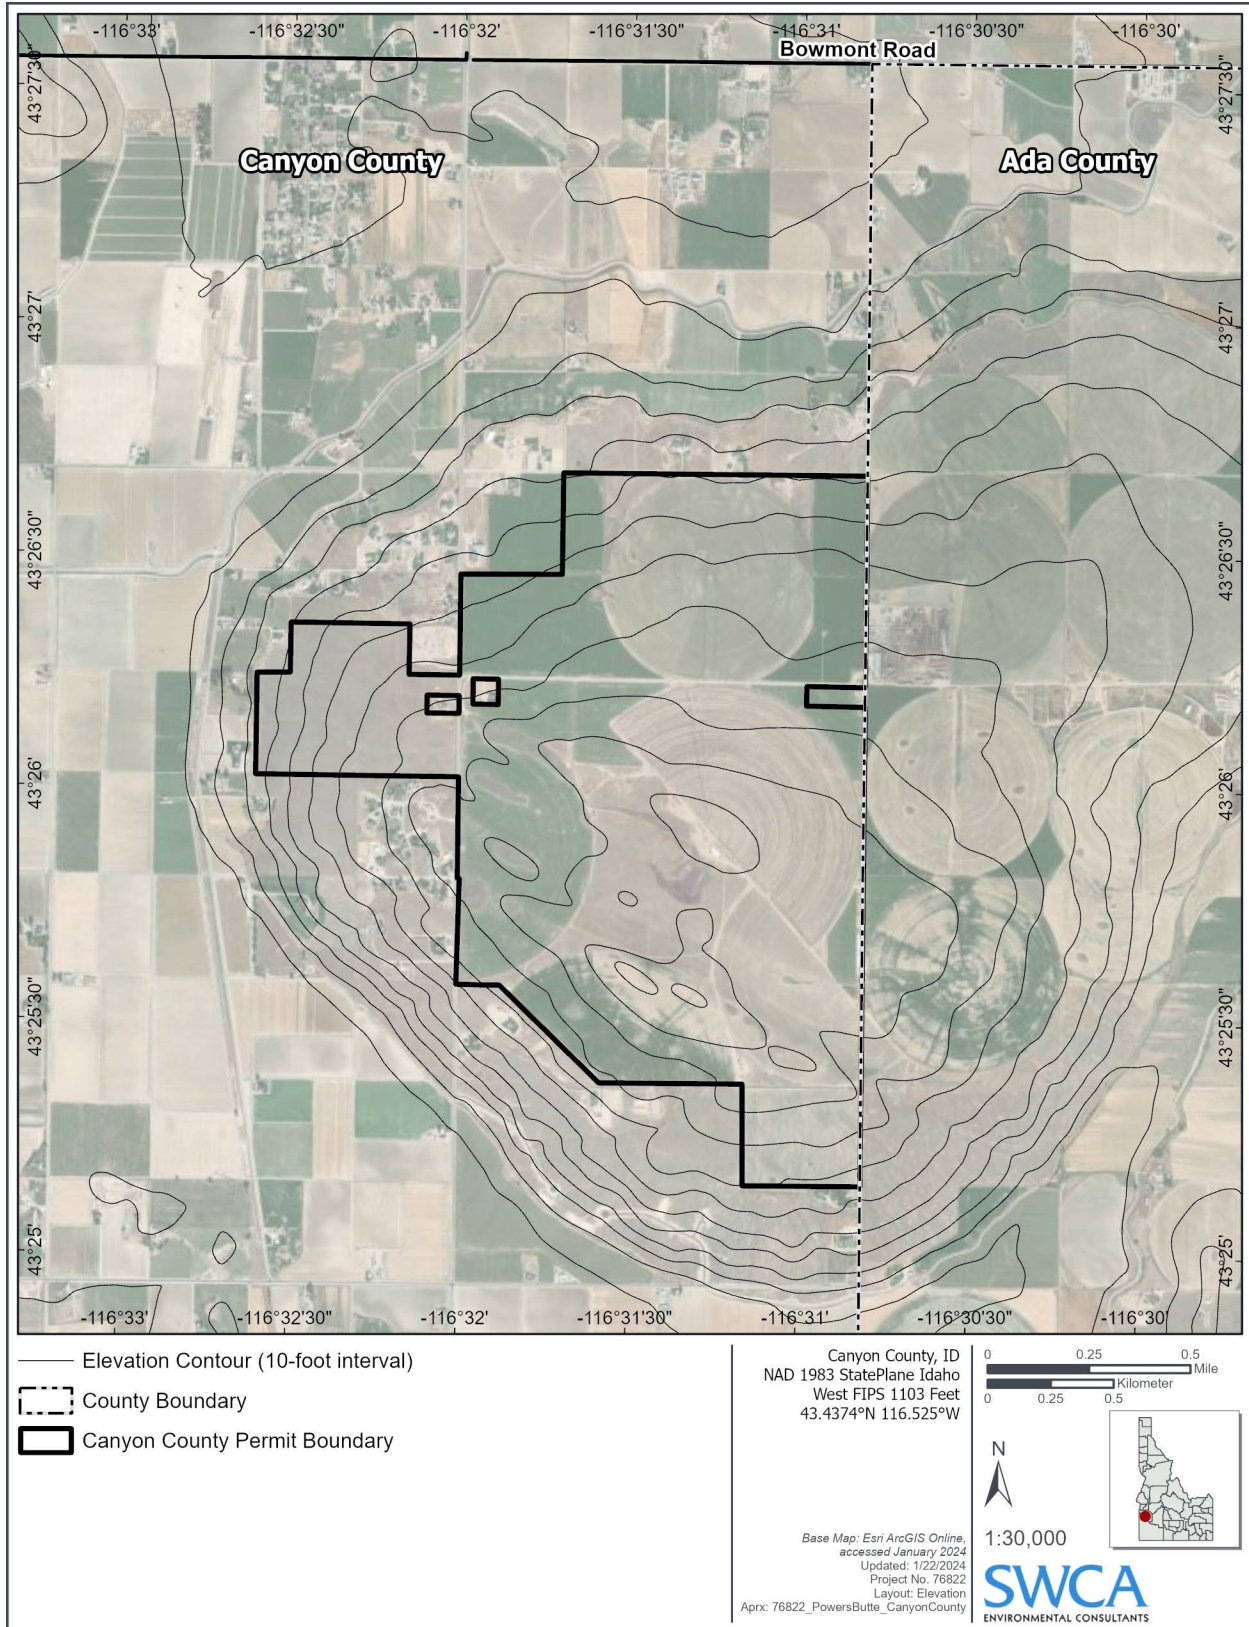 -116°33' -116°32'30" -116°32' -116°31'30" -116°31' -116°30'30" -116°30'
Bowmont Road
43°27'30" 43°27'30"
Canyon County Ada County
43°27' 43°27'
43°26'30" 43°26'30"
43°26' 43°26'
43°25'30" 43°25'30"
43°25' 43°25'
-116°33' -116°32'30" -116°32' -116°31'30" -116°31' -116°30'30" -116°30'
Elevation Contour (10-foot interval)
County Boundary
Canyon County Permit Boundary
Canyon County, ID
NAD 1983 StatePlane Idaho
West FIPS 1103 Feet
43.4374°N 116.525°W
Base Map: Esri ArcGIS Online,
accessed January 2024
Updated: 1/22/2024
Project No. 76822
Layout: Elevation
Aprx: 76822_PowersButte_CanyonCounty
0 0.25 0.5
Mile
Kilometer
0 0.25 0.5
N
1:30,000
SWCA
ENVIRONMENTAL CONSULTANTS